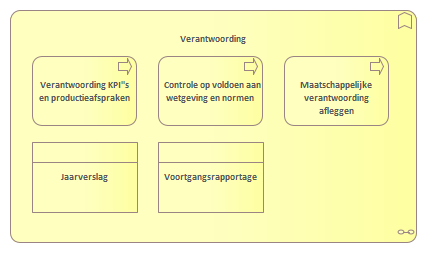 Verantwoording
Verantwoording KPI"s
en productieafspraken
Controle op voldoen aan
wetgeving en normen
Maatschappelijke
verantwoording
afleggen
Jaarverslag
Voortgangsrapportage